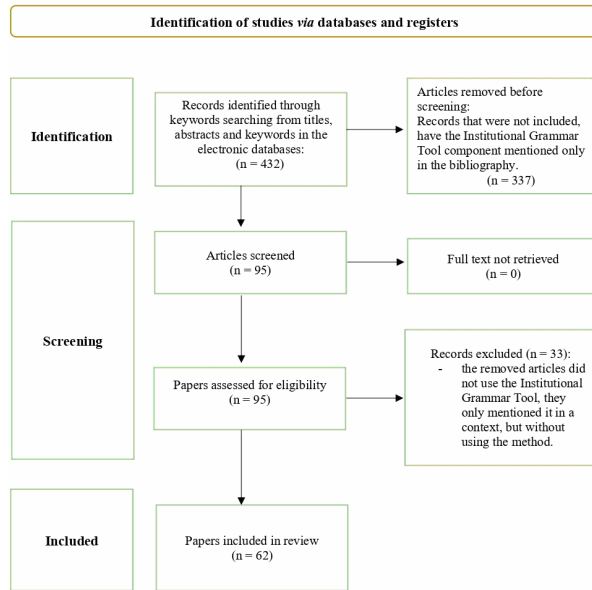 Identification of studies via databases and registers
Identification
Records identified through
keywords searching from titles,
abstracts and keywords in the
electronic databases:
(n = 432)
Articles removed before
screening:
Records that were not included,
have the Institutional Grammar
Tool component mentioned only
in the bibliography.
(n = 337)
Screening
Articles screened
(n = 95)
Full text not retrieved
(n = 0)
Papers assessed for eligibility
(n = 95)
Records excluded (n = 33):
- the removed articles did
not use the Institutional
Grammar Tool, they
only mentioned it in a
context, but without
using the method.
Included
Papers included in review
(n = 62)